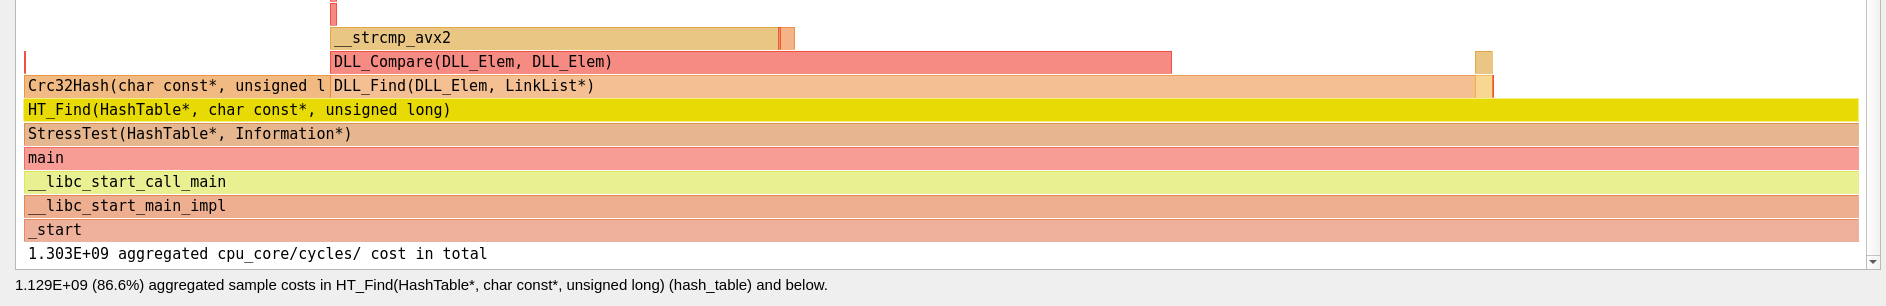 __strcmp_avx2
DLL_Compare(DLL_Elem, DLL_Elem)
Crc32Hash(char const*, unsigned l DLL_Find(DLL_Elem, LinkList*)
HT_Find(HashTable*, char const*, unsigned long)
StressTest(HashTable*, Information*)
main
__libc_start_call_main
__libc_start_main_impl
_start
1.303E+09 aggregated cpu_core/cycles/ cost in total
1.129E+09 (86.6%) aggregated sample costs in HT_Find(HashTable*, char const*, unsigned long) (hash_table) and below.